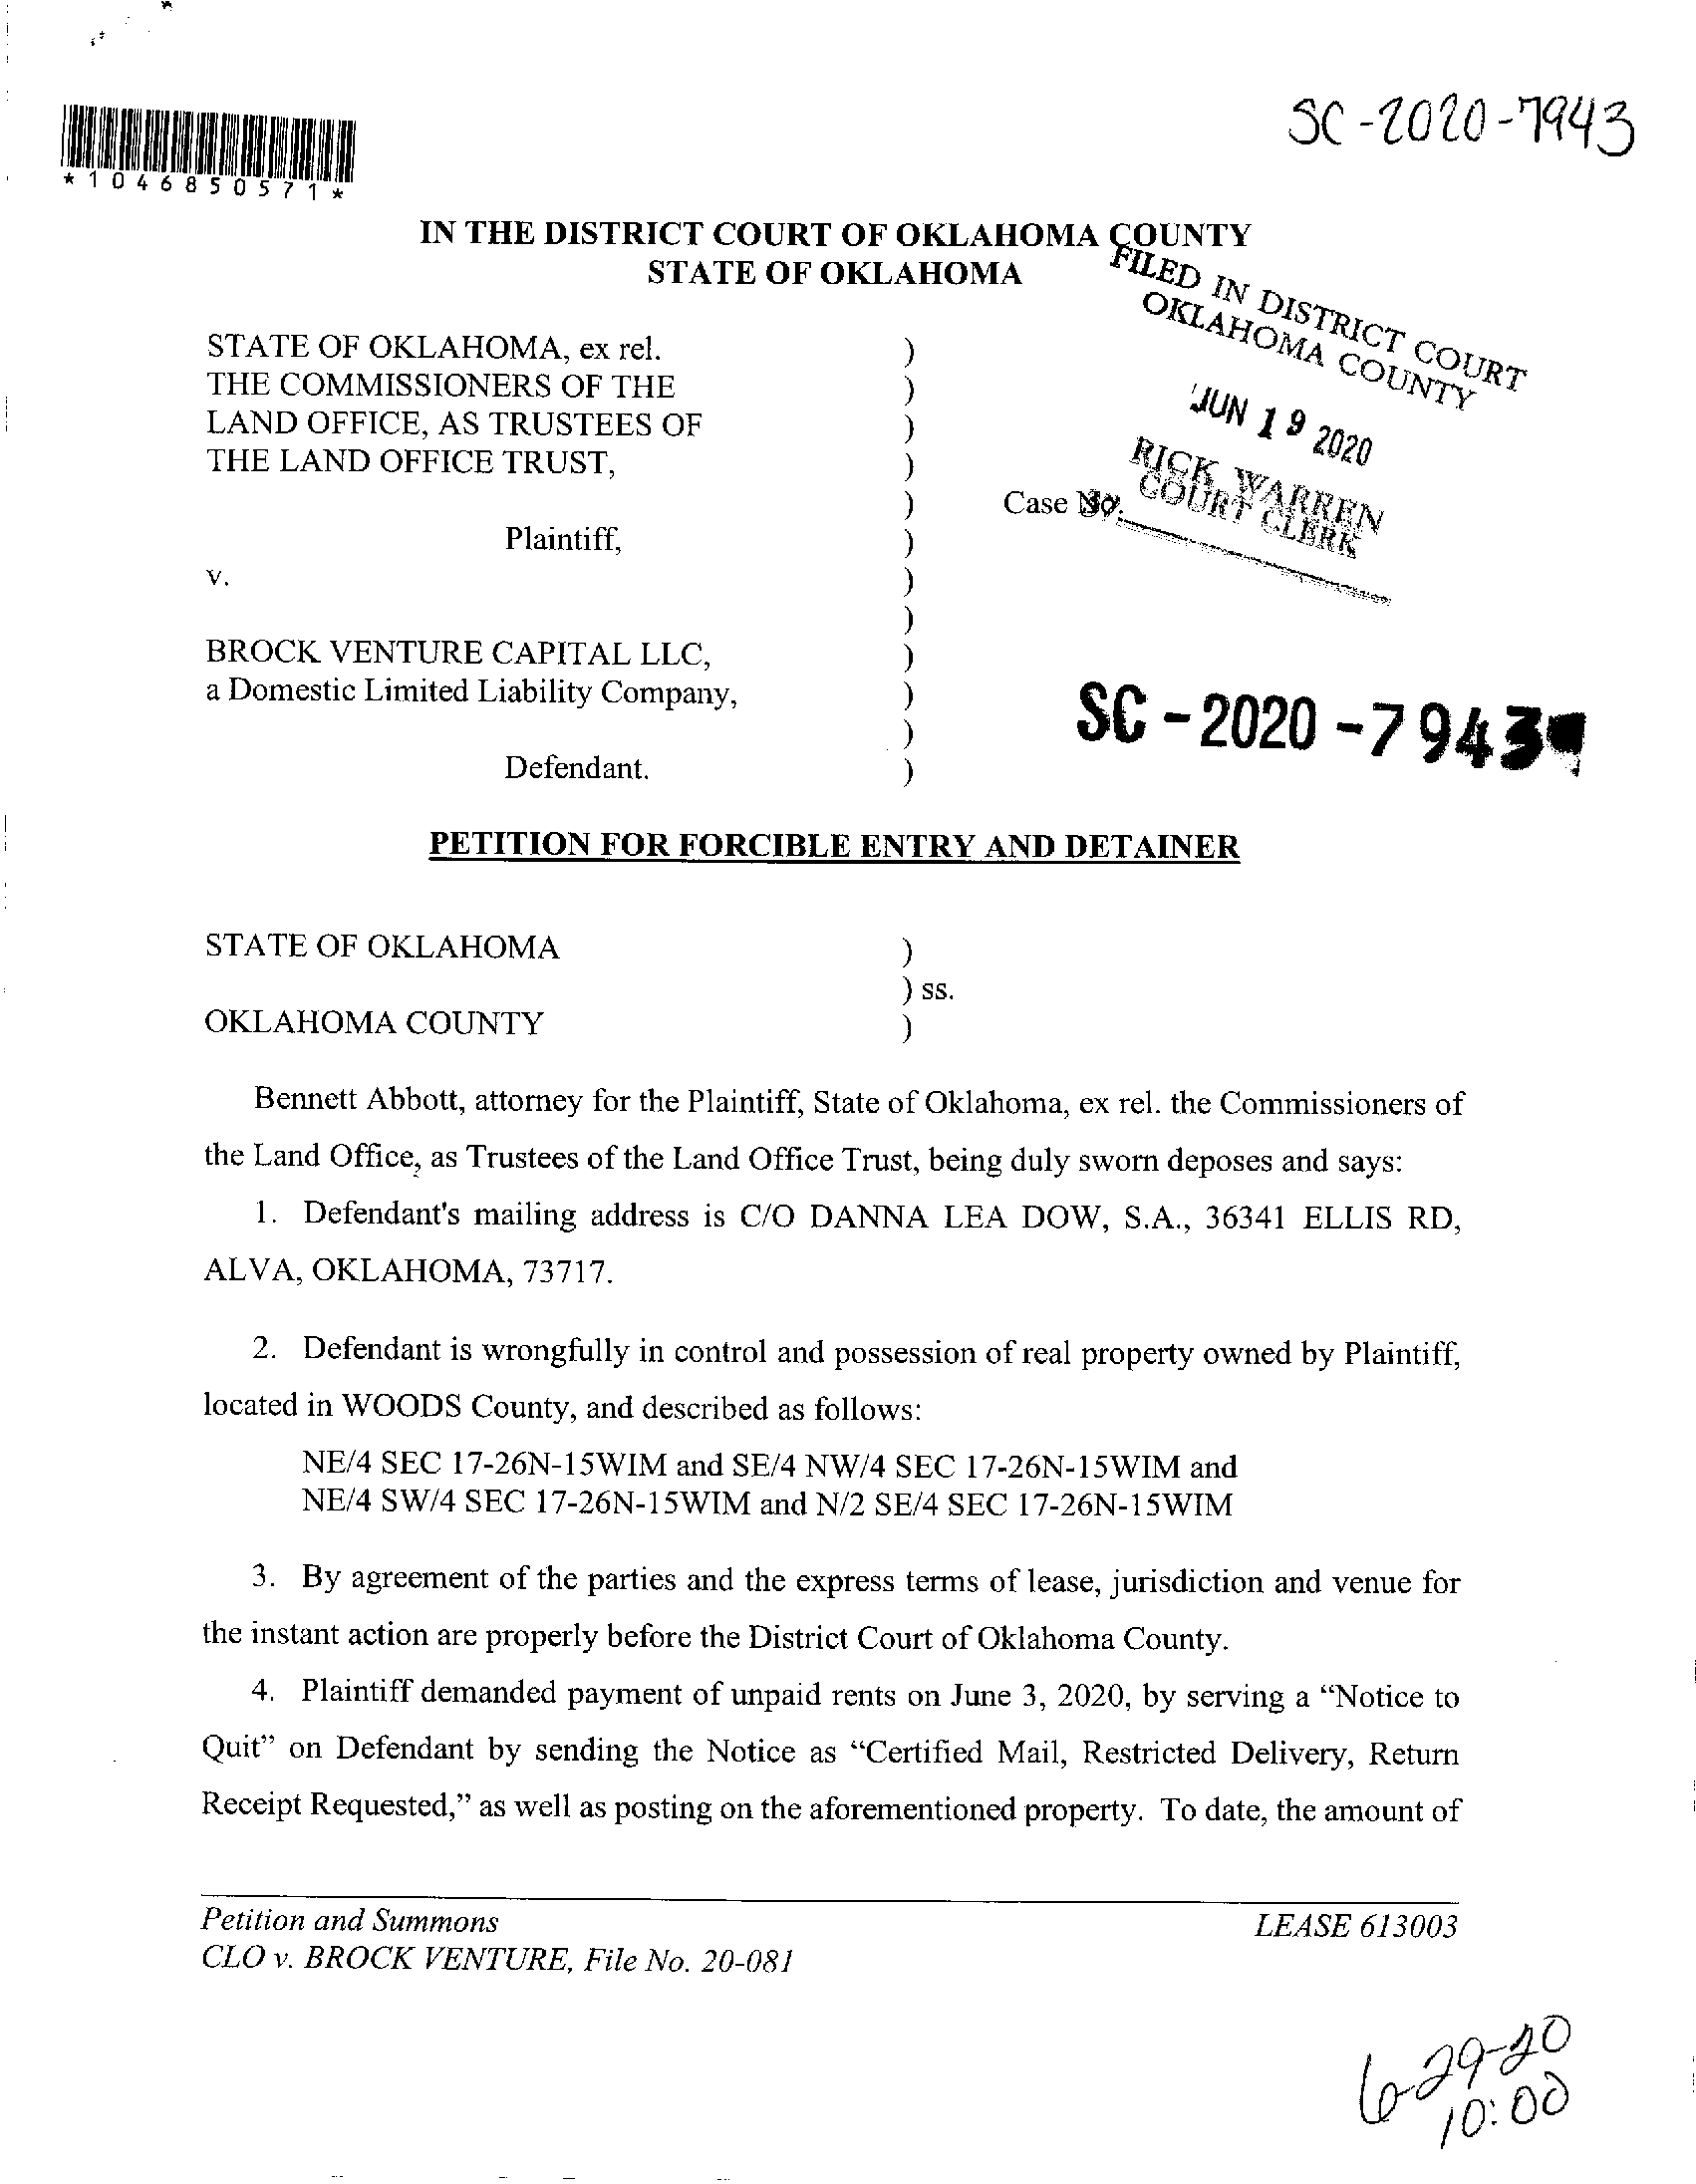 SC-2020-7943
*1046850571*
IN THE DISTRICT COURT OF OKLAHOMA COUNTY
STATE OF OKLAHOMA
FILED IN DISTRICT COURT
OKLAHOMA COUNTY
JUN 19 2020
RICK WARREN
COURT CLERK
STATE OF OKLAHOMA, ex rel. )
THE COMMISSIONERS OF THE )
LAND OFFICE, AS TRUSTEES OF )
THE LAND OFFICE TRUST, )
) Case No.
Plaintiff, )
v. )
)
BROCK VENTURE CAPITAL LLC, )
a Domestic Limited Liability Company, )
)
Defendant. )
SC-2020-7943
PETITION FOR FORCIBLE ENTRY AND DETAINER
STATE OF OKLAHOMA )
) ss.
OKLAHOMA COUNTY )
Bennett Abbott, attorney for the Plaintiff, State of Oklahoma, ex rel. the Commissioners of
the Land Office, as Trustees of the Land Office Trust, being duly sworn deposes and says:
1. Defendant's mailing address is C/O DANNA LEA DOW, S.A., 36341 ELLIS RD,
ALVA, OKLAHOMA, 73717.
2. Defendant is wrongfully in control and possession of real property owned by Plaintiff,
located in WOODS County, and described as follows:
NE/4 SEC 17-26N-15WIM and SE/4 NW/4 SEC 17-26N-15WIM and
NE/4 SW/4 SEC 17-26N-15WIM and N/2 SE/4 SEC 17-26N-15WIM
3. By agreement of the parties and the express terms of lease, jurisdiction and venue for
the instant action are properly before the District Court of Oklahoma County.
4. Plaintiff demanded payment of unpaid rents on June 3, 2020, by serving a “Notice to
Quit” on Defendant by sending the Notice as “Certified Mail, Restricted Delivery, Return
Receipt Requested,” as well as posting on the aforementioned property. To date, the amount of
Petition and Summons LEASE 613003
CLO v. BROCK VENTURE, File No. 20-081
6-29-20
10:00